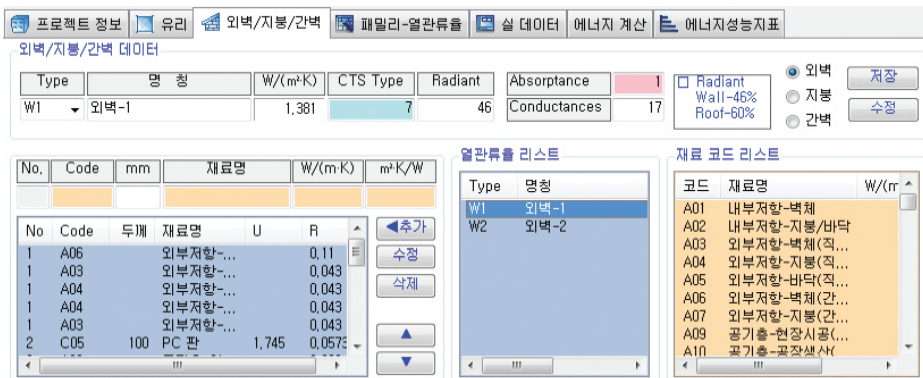 프로젝트 정보 유리 외벽/지붕/간벽 패밀리-열관류율 실 데이터 에너지 계산 에너지성능지표
외벽/지붕/간벽 데이터
Type 명 칭 W/(m²·K) CTS Type Radiant Absorptance 1
W1 외벽-1 1,381 7 46 Conductances 17
Radiant
Wall-46%
Roof-60%
외벽
지붕
간벽
저장
수정
No, Code mm 재료명 W/(m·K) m²·K/W
No Code 두께 재료명 U R
1 A06 외부저항-... 0,11
1 A03 외부저항-... 0,043
1 A04 외부저항-... 0,043
1 A04 외부저항-... 0,043
1 A03 외부저항-... 0,043
2 C05 100 PC 판 1,745 0,0573
추가
수정
삭제
열관류율 리스트
Type 명칭
W1 외벽-1
W2 외벽-2
재료 코드 리스트
코드 재료명 W/(m
A01 내부저항-벽체
A02 내부저항-지붕/바닥
A03 외부저항-벽체(직...
A04 외부저항-지붕(직...
A05 외부저항-바닥(직...
A06 외부저항-벽체(간...
A07 외부저항-지붕(간...
A09 공기층-현장시공(...
A10 공기층-공장생산(